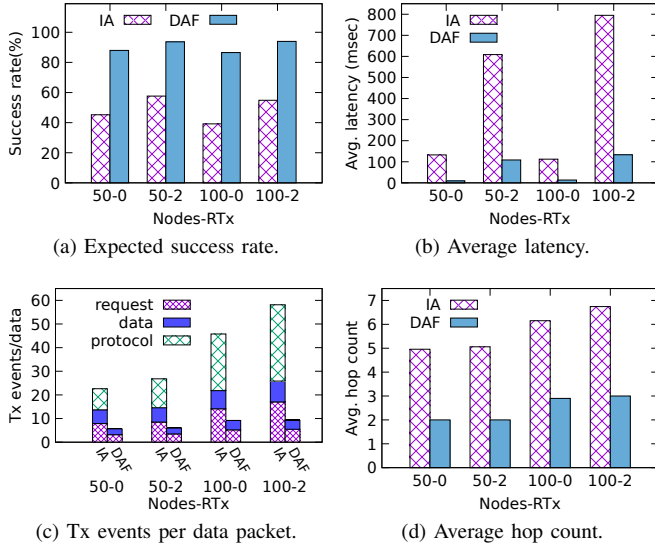 IA DAF
Success rate(%)
100
80
60
40
20
0
50-0 50-2 100-0 100-2
Nodes-RTx
(a) Expected success rate.
IA
DAF
Avg. latency (msec)
800
700
600
500
400
300
200
100
0
50-0 50-2 100-0 100-2
Nodes-RTx
(b) Average latency.
request
data
protocol
Tx events/data
60
50
40
30
20
10
0
IA DAF IA DAF IA DAF IA DAF
50-0 50-2 100-0 100-2
Nodes-RTx
(c) Tx events per data packet.
IA
DAF
Avg. hop count
7
6
5
4
3
2
1
0
50-0 50-2 100-0 100-2
Nodes-RTx
(d) Average hop count.